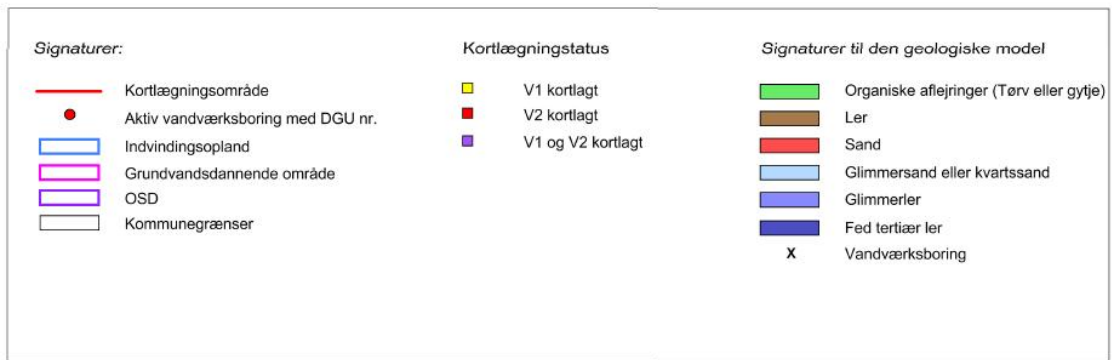 Signaturer:
Kortlægningsområde
Aktiv vandværksboring med DGU nr.
Indvindingsopland
Grundvandsdannende område
OSD
Kommunegrænser
Kortlægningstatus
V1 kortlagt
V2 kortlagt
V1 og V2 kortlagt
Signaturer til den geologiske model
Organiske aflejringer (Tørv eller gytje)
Ler
Sand
Glimmersand eller kvartssand
Glimmerler
Fed tertiær ler
X Vandværksboring